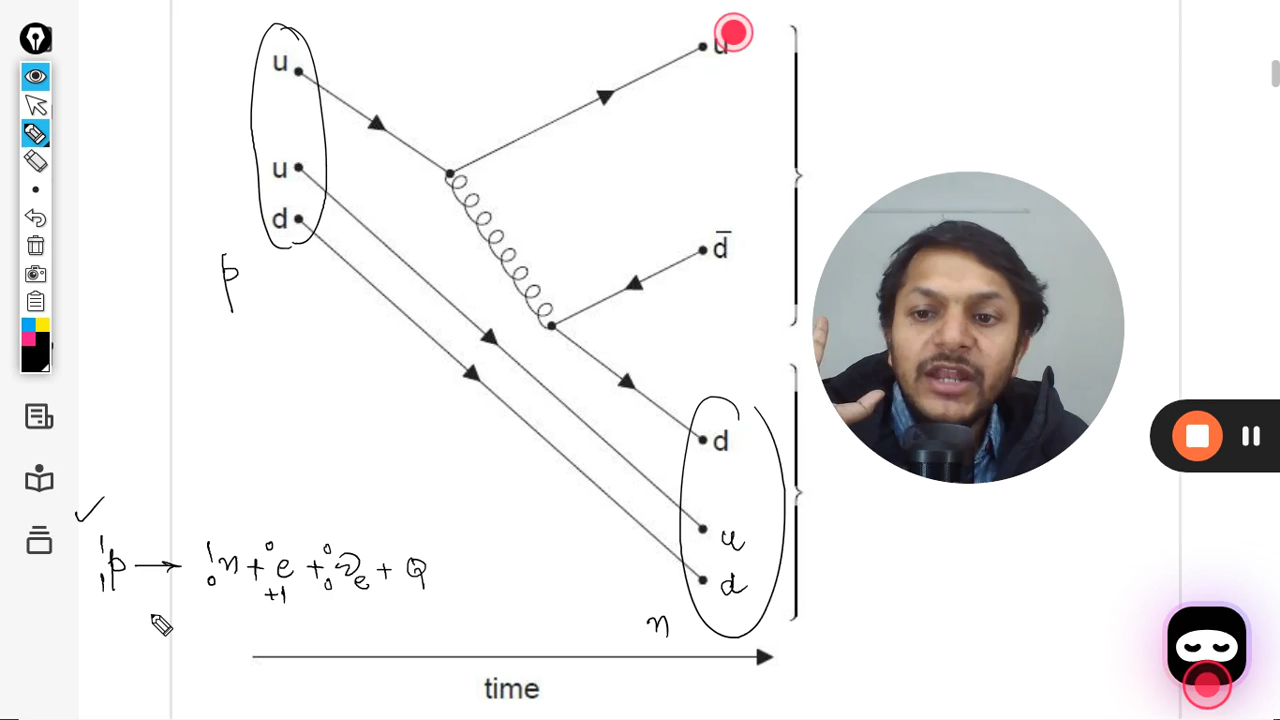 u
u
u
d
p
d̄
d
u
d
n
¹₁p → ¹₀n + ⁰₊₁e + ⁰₀νe + Q
time